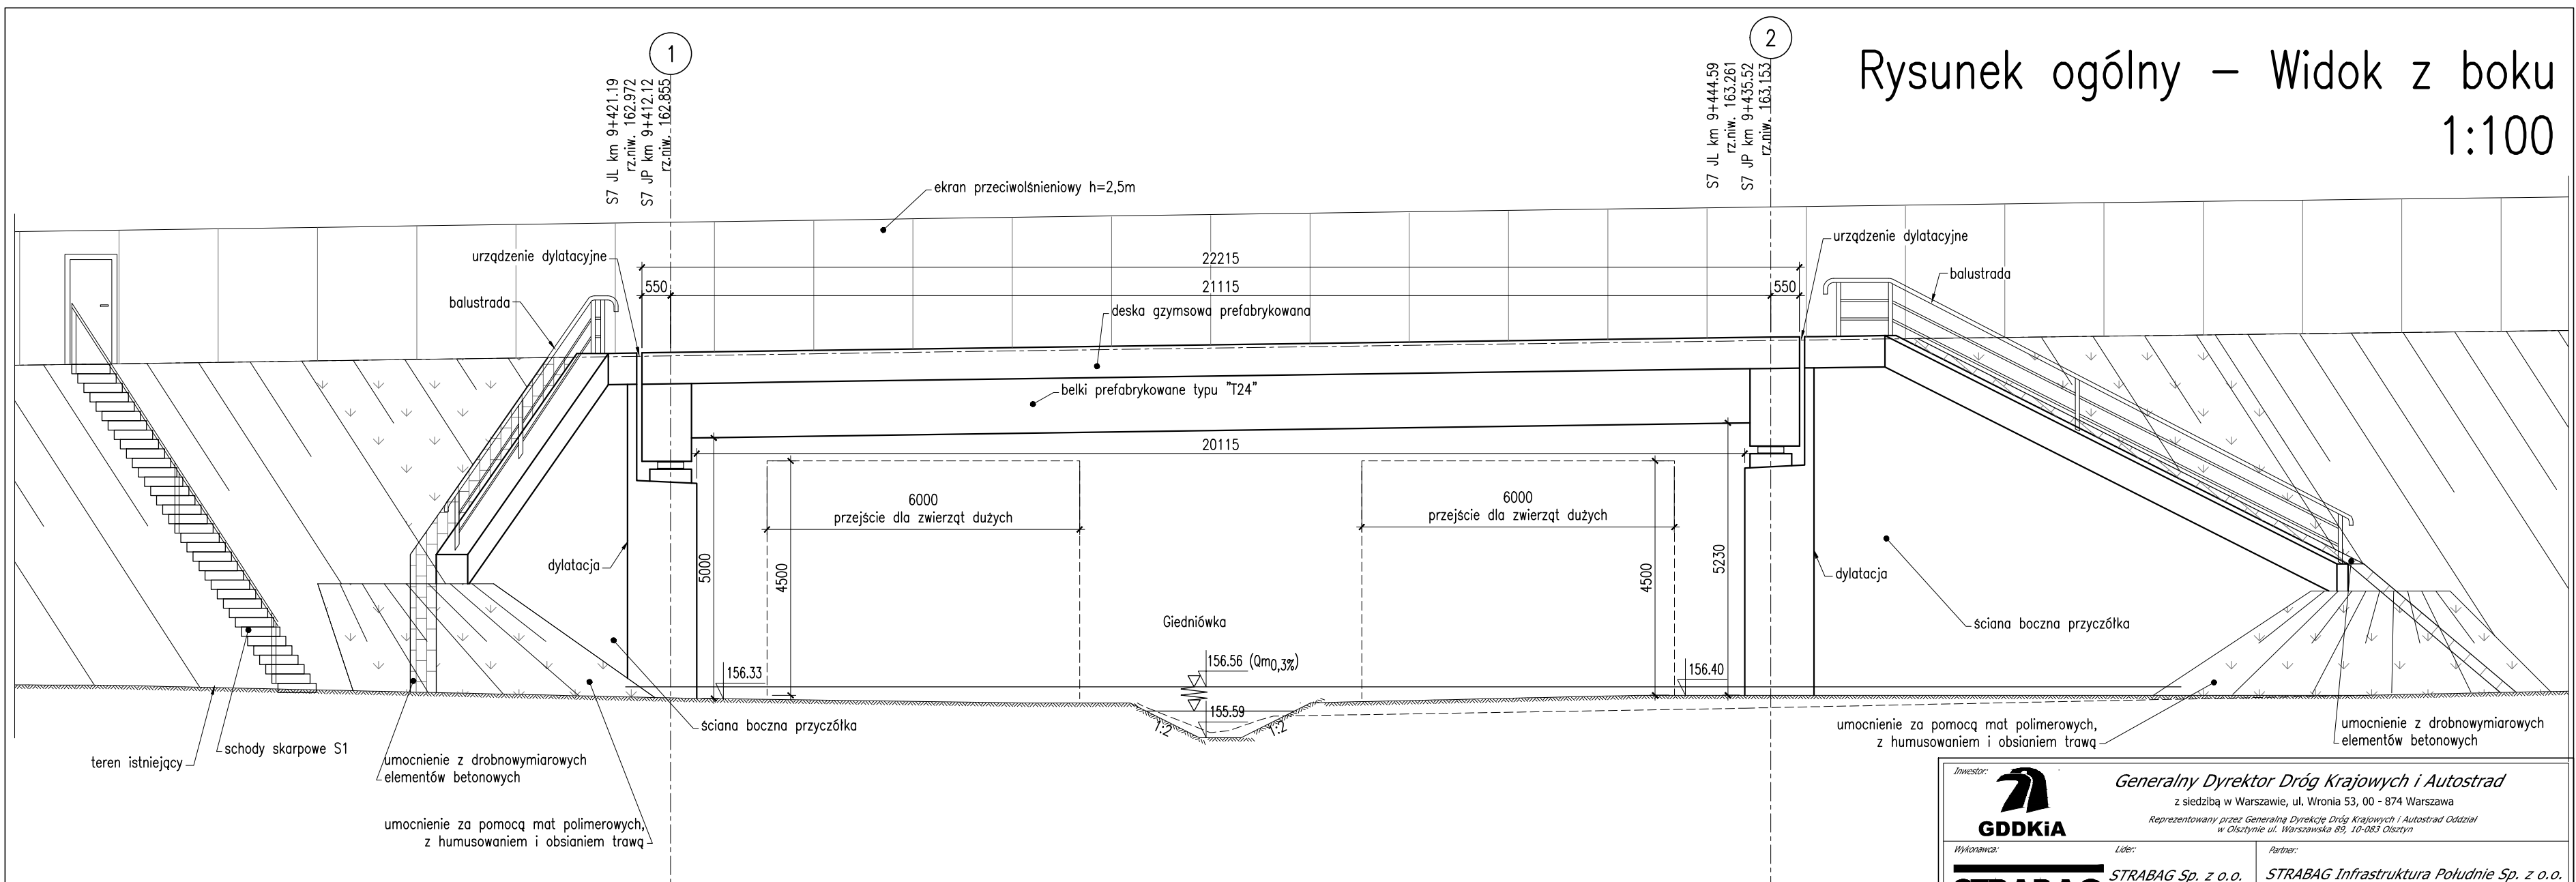 Rysunek ogólny – Widok z boku
1:100
1
2
S7 JL km 9+421.19
rz.niw. 162.972
S7 JP km 9+412.12
rz.niw. 162.855
S7 JL km 9+444.59
rz.niw. 163.261
S7 JP km 9+435.52
rz.niw. 163.153
ekran przeciwolśnieniowy h=2,5m
urządzenie dylatacyjne
urządzenie dylatacyjne
22215
balustrada
balustrada
550
21115
550
deska gzymsowa prefabrykowana
belki prefabrykowane typu "T24"
20115
6000
przejście dla zwierząt dużych
6000
przejście dla zwierząt dużych
dylatacja
5000
4500
4500
5230
dylatacja
Giedniówka
ściana boczna przyczółka
156.33
156.56 (Qm0,3%)
156.40
155.59
1:2
1:2
ściana boczna przyczółka
schody skarpowe S1
teren istniejący
umocnienie z drobnowymiarowych
elementów betonowych
umocnienie za pomocą mat polimerowych,
z humusowaniem i obsianiem trawą
umocnienie za pomocą mat polimerowych,
z humusowaniem i obsianiem trawą
umocnienie z drobnowymiarowych
elementów betonowych
Inwestor:
GDDKiA
Generalny Dyrektor Dróg Krajowych i Autostrad
z siedzibą w Warszawie, ul. Wronia 53, 00 - 874 Warszawa
Reprezentowany przez Generalną Dyrekcję Dróg Krajowych i Autostrad Oddział
w Olsztynie ul. Warszawska 89, 10-083 Olsztyn
Wykonawca:
Lider:
Partner:
STRABAG
STRABAG Sp. z o.o.
STRABAG Infrastruktura Południe Sp. z o.o.